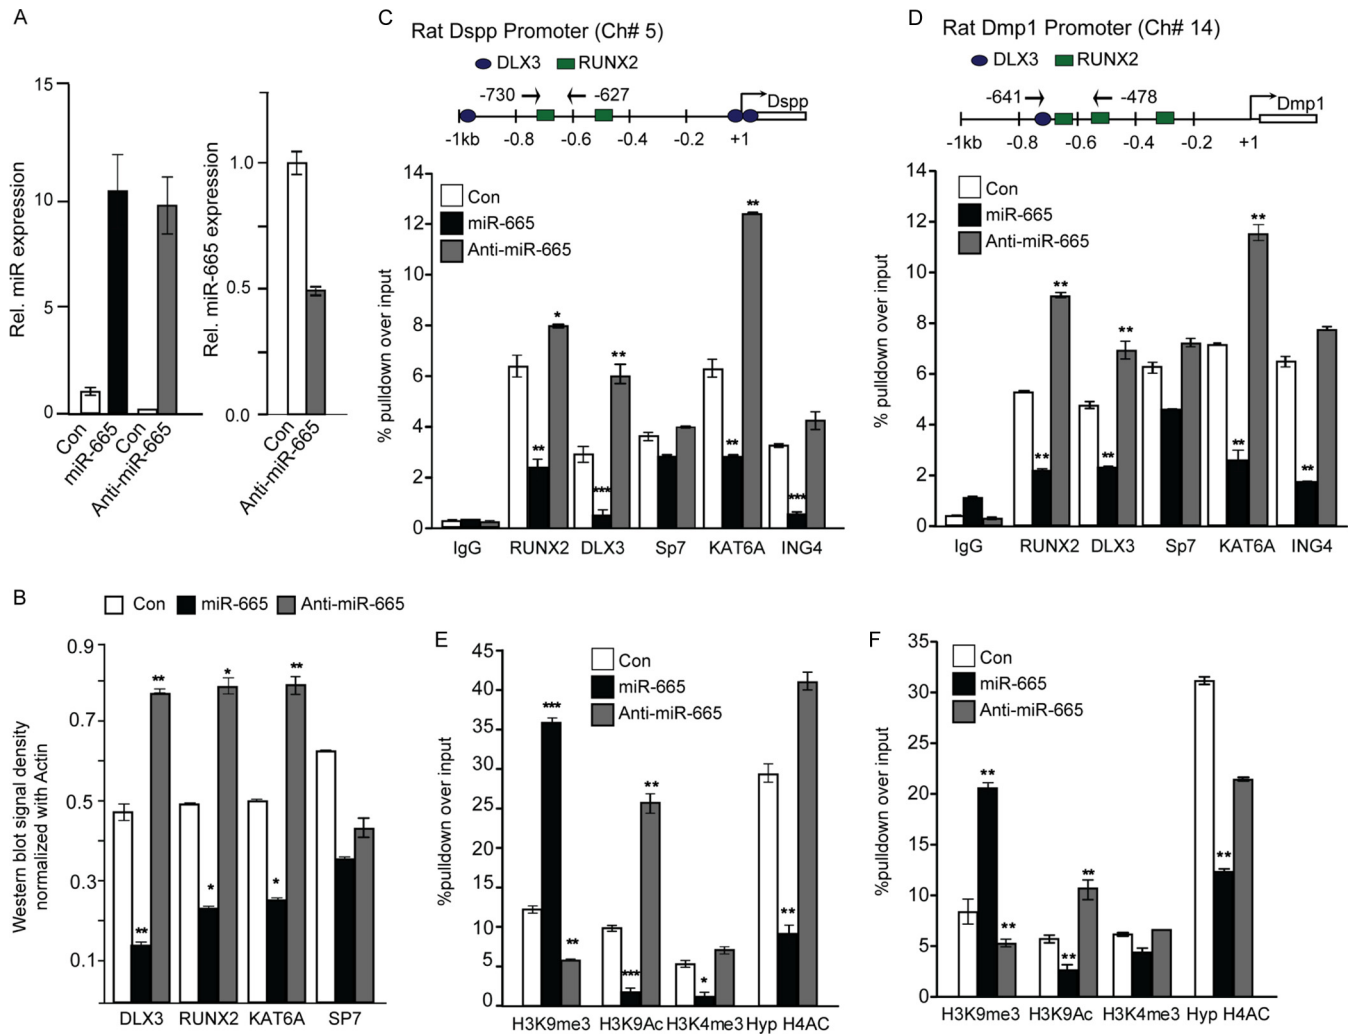 A
Rel. miR expression
15
10
5
0
Con
miR-665
Con
Anti-miR-665
Rel. miR-665 expression
1.0
0.5
0.0
Con
Anti-miR-665
B
Con miR-665 Anti-miR-665
Western blot signal density
normalized with Actin
0.9
0.7
0.5
0.3
0.1
**
**
*
*
*
**
DLX3 RUNX2 KAT6A SP7
C
Rat Dspp Promoter (Ch# 5)
DLX3 RUNX2
-730 -627
Dspp
-1kb -0.8 -0.6 -0.4 -0.2 +1
% pulldown over input
14
12
10
8
6
4
2
0
Con
miR-665
Anti-miR-665
**
*
***
**
**
**
***
IgG RUNX2 DLX3 Sp7 KAT6A ING4
D
Rat Dmp1 Promoter (Ch# 14)
DLX3 RUNX2
-641 -478
Dmp1
-1kb -0.8 -0.6 -0.4 -0.2 +1
% pulldown over input
14
12
10
8
6
4
2
0
Con
miR-665
Anti-miR-665
**
**
**
**
**
**
**
IgG RUNX2 DLX3 Sp7 KAT6A ING4
E
%pulldown over input
45
40
35
30
25
20
15
10
5
0
Con
miR-665
Anti-miR-665
***
**
***
**
*
**
H3K9me3 H3K9Ac H3K4me3 Hyp H4AC
F
%pulldown over input
35
30
25
20
15
10
5
0
Con
miR-665
Anti-miR-665
**
**
**
**
**
H3K9me3 H3K9Ac H3K4me3 Hyp H4AC